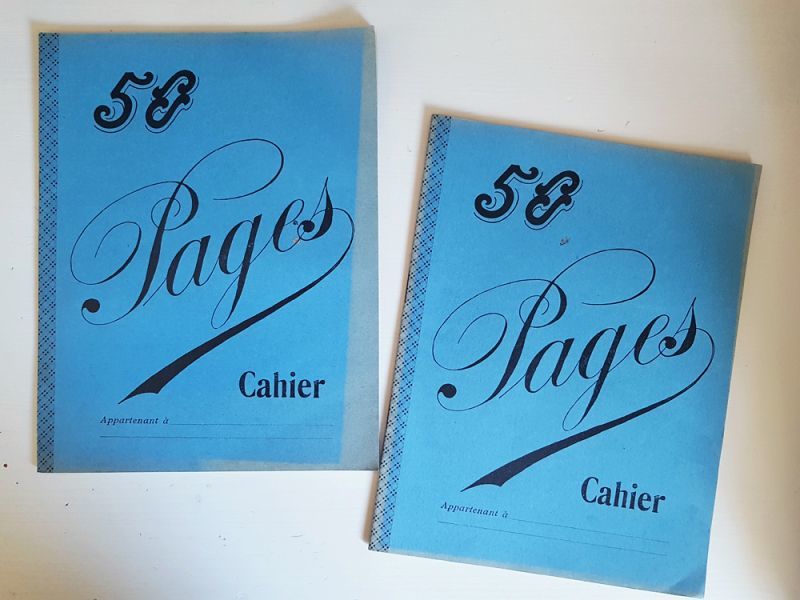 50
Pages
Cahier
Appartenant à
50
Pages
Cahier
Appartenant à